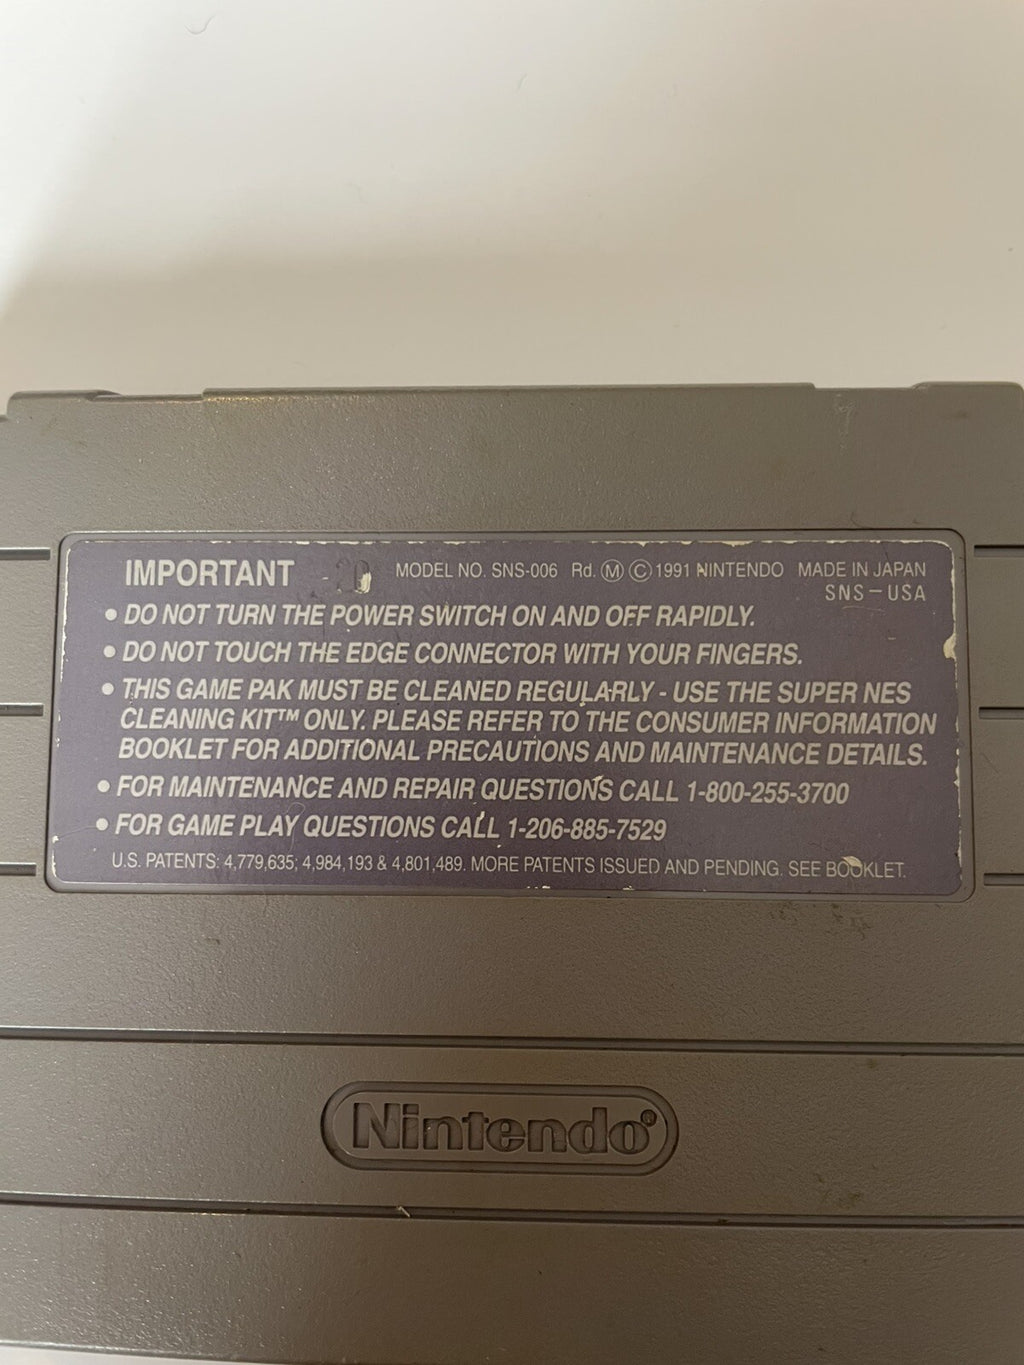 IMPORTANT 20 MODEL NO. SNS-006 Rd. Ⓜ Ⓒ 1991 NINTENDO MADE IN JAPAN
SNS-USA
• DO NOT TURN THE POWER SWITCH ON AND OFF RAPIDLY.
• DO NOT TOUCH THE EDGE CONNECTOR WITH YOUR FINGERS.
• THIS GAME PAK MUST BE CLEANED REGULARLY - USE THE SUPER NES
CLEANING KIT™ ONLY. PLEASE REFER TO THE CONSUMER INFORMATION
BOOKLET FOR ADDITIONAL PRECAUTIONS AND MAINTENANCE DETAILS.
• FOR MAINTENANCE AND REPAIR QUESTIONS CALL 1-800-255-3700
• FOR GAME PLAY QUESTIONS CALL 1-206-885-7529
U.S. PATENTS: 4,779,635; 4,984,193 & 4,801,489. MORE PATENTS ISSUED AND PENDING. SEE BOOKLET.
Nintendo®